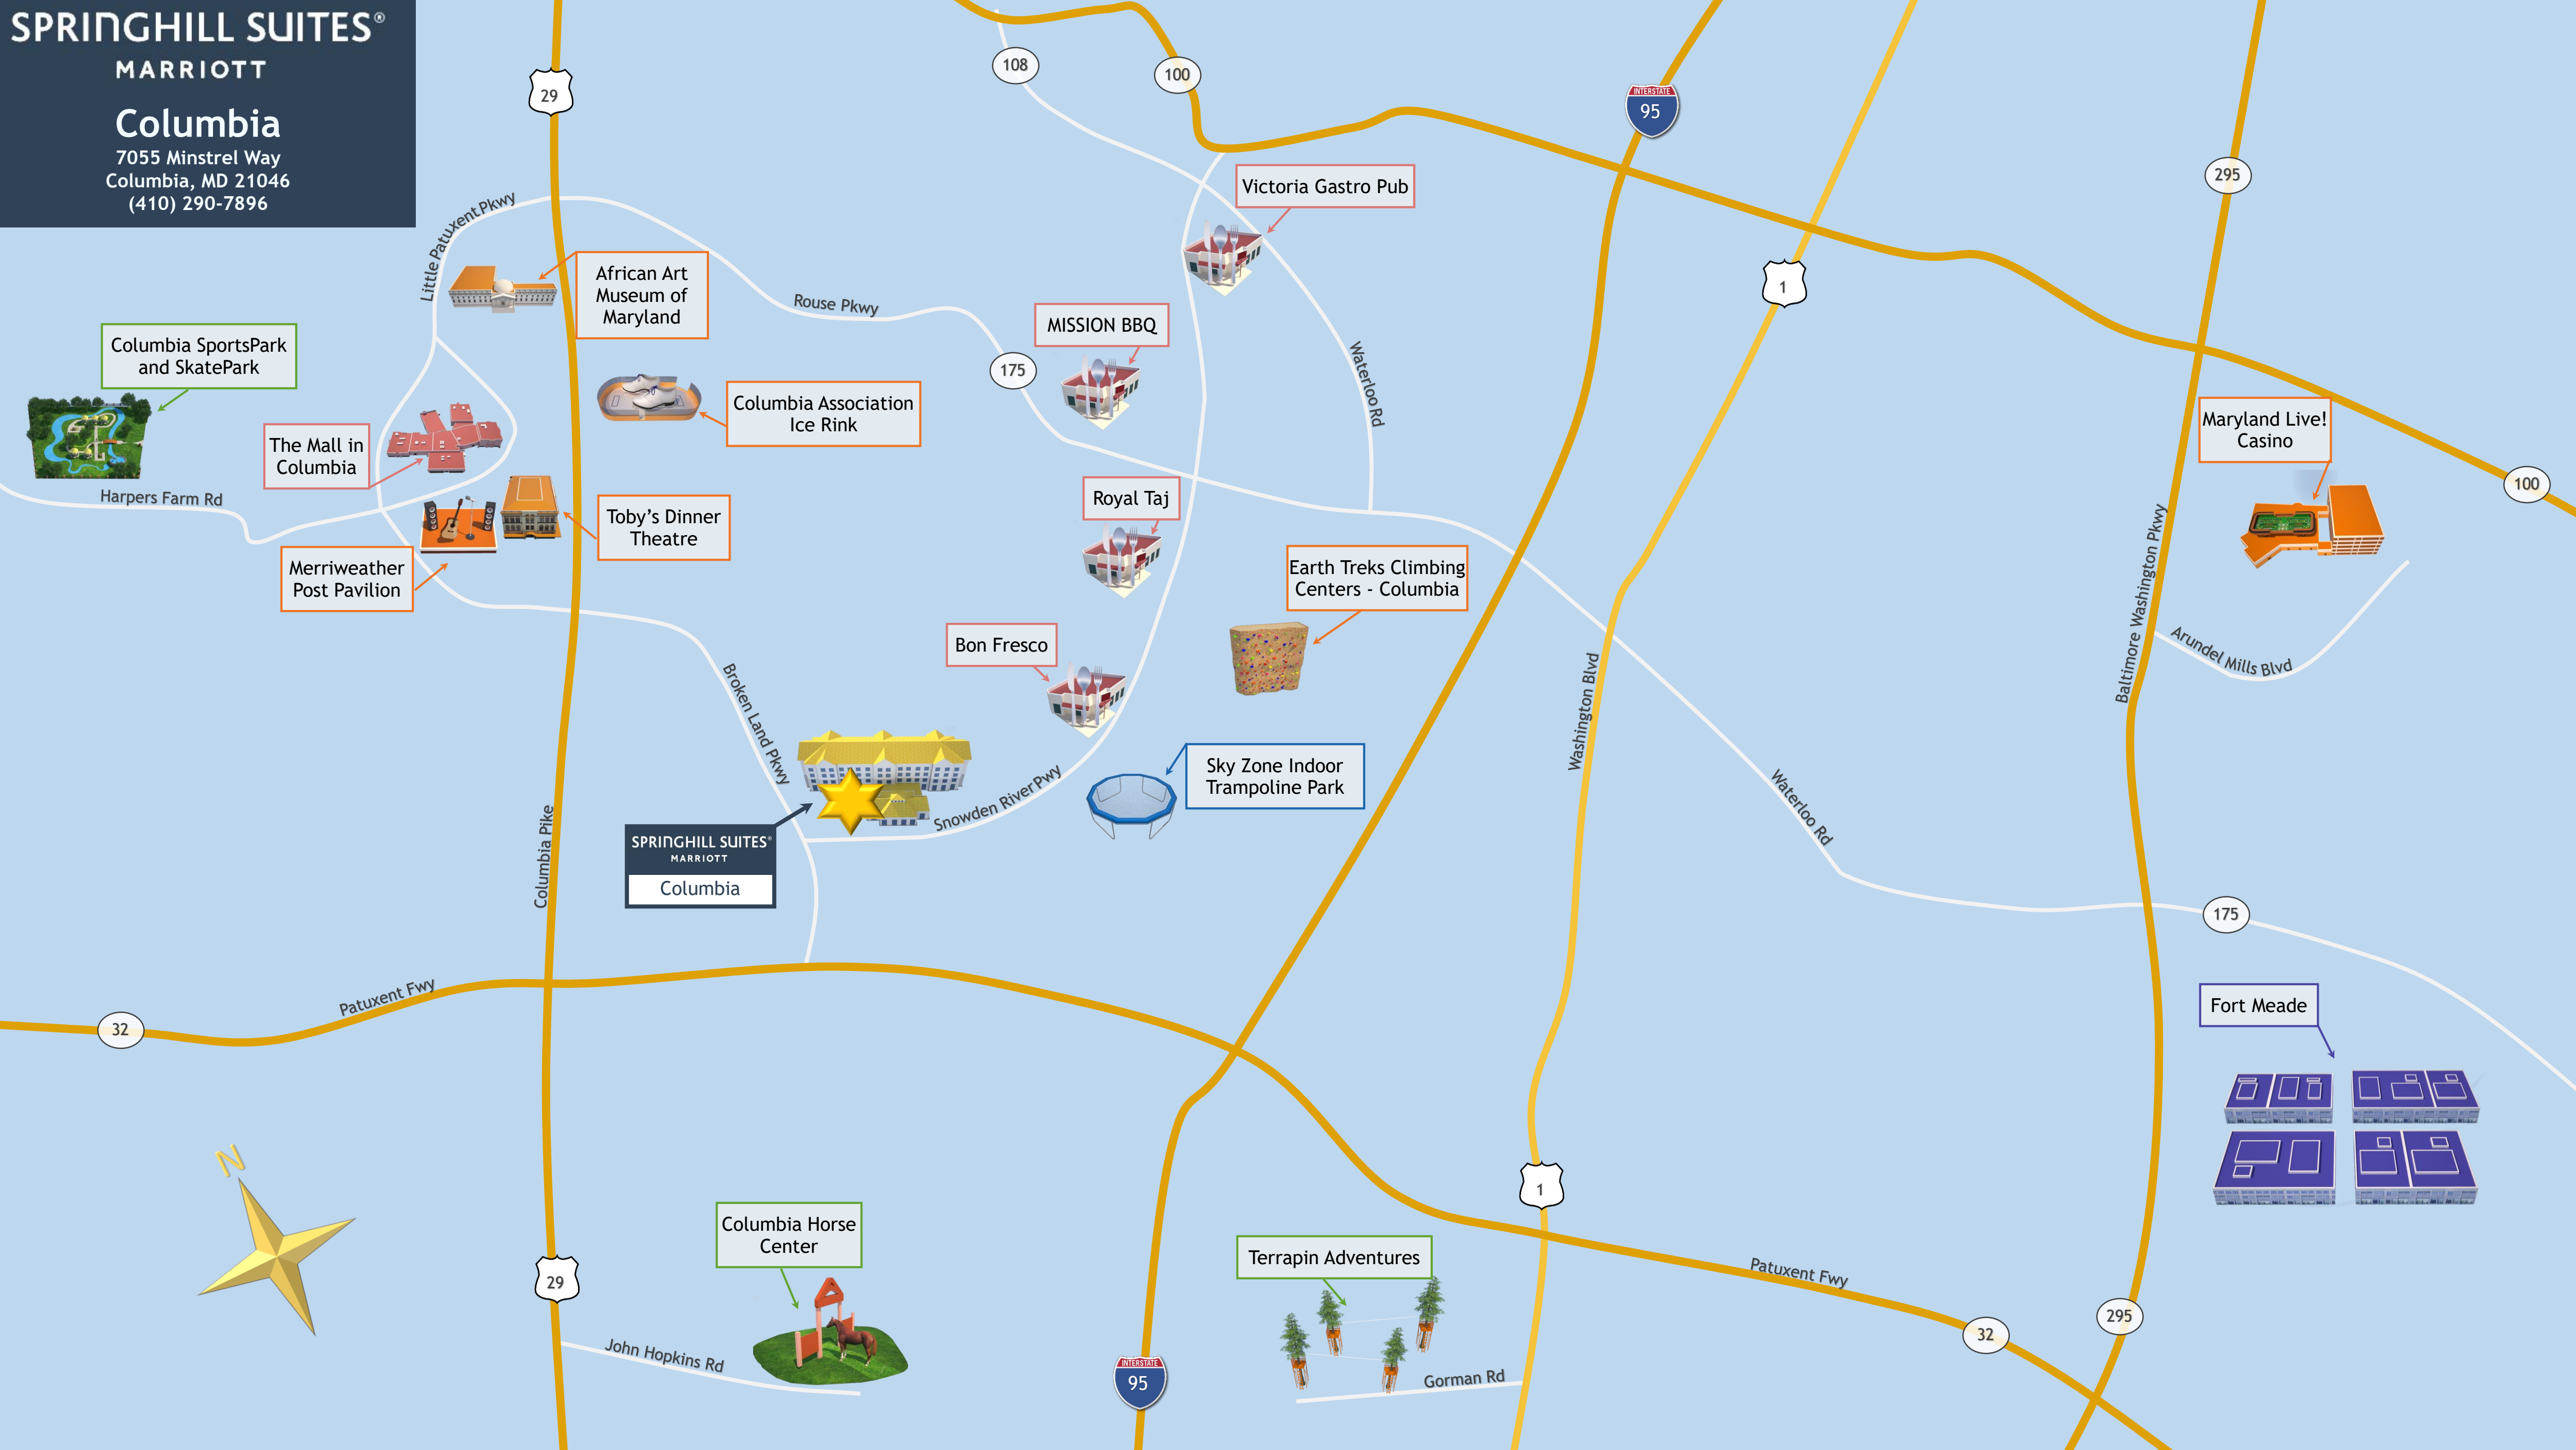 SPRINGHILL SUITES®
MARRIOTT
Columbia
7055 Minstrel Way
Columbia, MD 21046
(410) 290-7896
29
108
100
INTERSTATE
95
1
295
Victoria Gastro Pub
Little Patuxent Pkwy
African Art
Museum of
Maryland
Rouse Pkwy
MISSION BBQ
175
Waterloo Rd
Columbia SportsPark
and SkatePark
Columbia Association
Ice Rink
The Mall in
Columbia
Maryland Live!
Casino
100
Harpers Farm Rd
Royal Taj
Toby's Dinner
Theatre
Merriweather
Post Pavilion
Earth Treks Climbing
Centers - Columbia
Baltimore Washington Pkwy
Arundel Mills Blvd
Bon Fresco
Broken Land Pkwy
Washington Blvd
Sky Zone Indoor
Trampoline Park
Snowden River Pwy
Waterloo Rd
Columbia Pike
SPRINGHILL SUITES®
MARRIOTT
Columbia
175
Patuxent Fwy
32
Fort Meade
N
1
Columbia Horse
Center
Terrapin Adventures
Patuxent Fwy
29
295
32
John Hopkins Rd
INTERSTATE
95
Gorman Rd